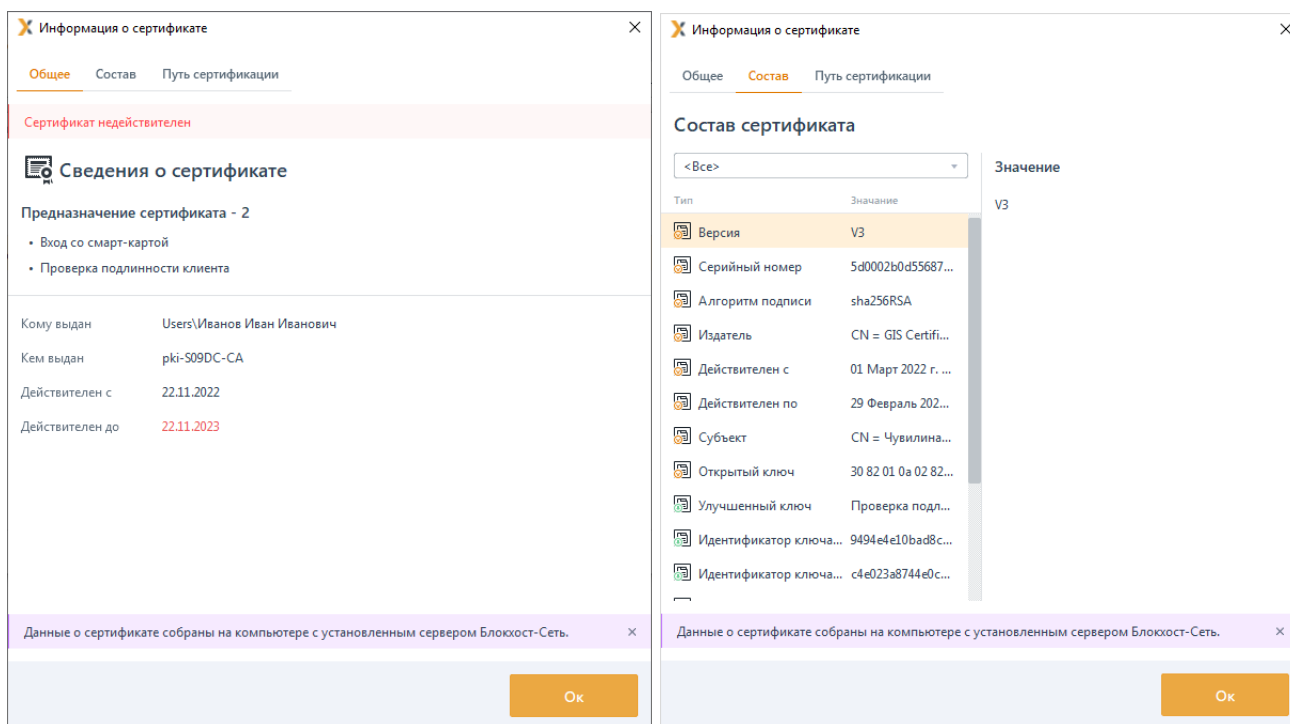 Информация о сертификате
Общее Состав Путь сертификации
Сертификат недействителен
Сведения о сертификате
Предназначение сертификата - 2
• Вход со смарт-картой
• Проверка подлинности клиента
Кому выдан Users\Иванов Иван Иванович
Кем выдан pki-S09DC-CA
Действителен с 22.11.2022
Действителен до 22.11.2023
Данные о сертификате собраны на компьютере с установленным сервером Блокхост-Сеть.
Ок
Информация о сертификате
Общее Состав Путь сертификации
Состав сертификата
<Все>
Тип Значание
Версия V3
Серийный номер 5d0002b0d55687...
Алгоритм подписи sha256RSA
Издатель CN = GIS Certifi...
Действителен с 01 Март 2022 г. ...
Действителен по 29 Февраль 202...
Субъект CN = Чувилина...
Открытый ключ 30 82 01 0a 02 82...
Улучшенный ключ Проверка подл...
Идентификатор ключа... 9494e4e10bad8c...
Идентификатор ключа... c4e023a8744e0c...
Значение
V3
Данные о сертификате собраны на компьютере с установленным сервером Блокхост-Сеть.
Ок